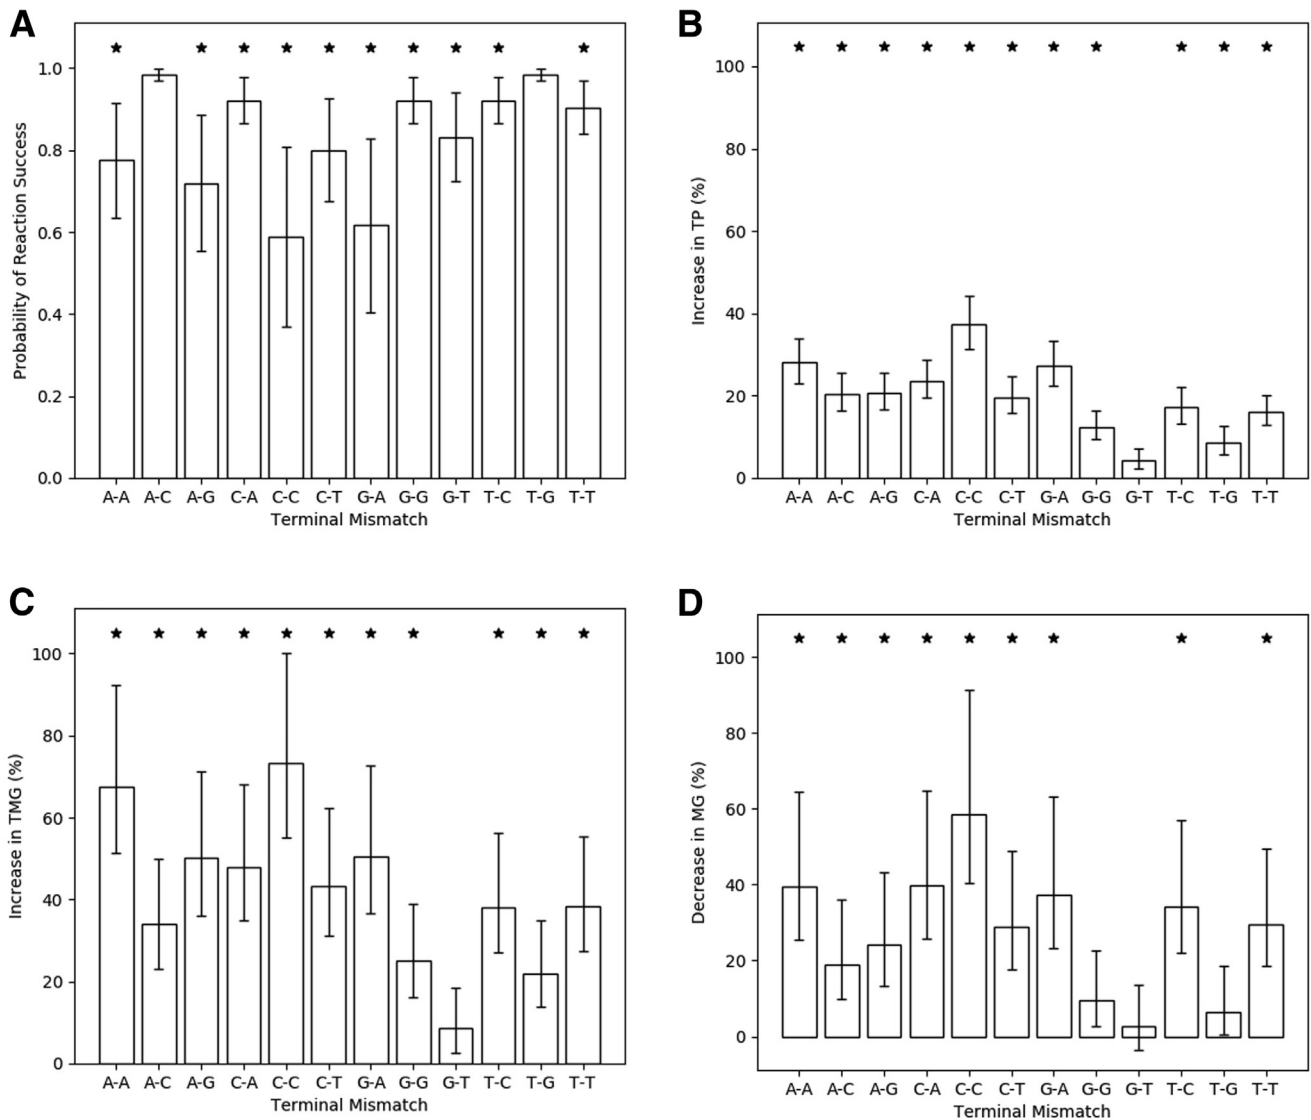 A
Probability of Reaction Success
1.0
0.8
0.6
0.4
0.2
0.0
A-A A-C A-G C-A C-C C-T G-A G-G G-T T-C T-G T-T
Terminal Mismatch
B
Increase in TP (%)
100
80
60
40
20
0
A-A A-C A-G C-A C-C C-T G-A G-G G-T T-C T-G T-T
Terminal Mismatch
C
Increase in TMG (%)
100
80
60
40
20
0
A-A A-C A-G C-A C-C C-T G-A G-G G-T T-C T-G T-T
Terminal Mismatch
D
Decrease in MG (%)
100
80
60
40
20
0
A-A A-C A-G C-A C-C C-T G-A G-G G-T T-C T-G T-T
Terminal Mismatch